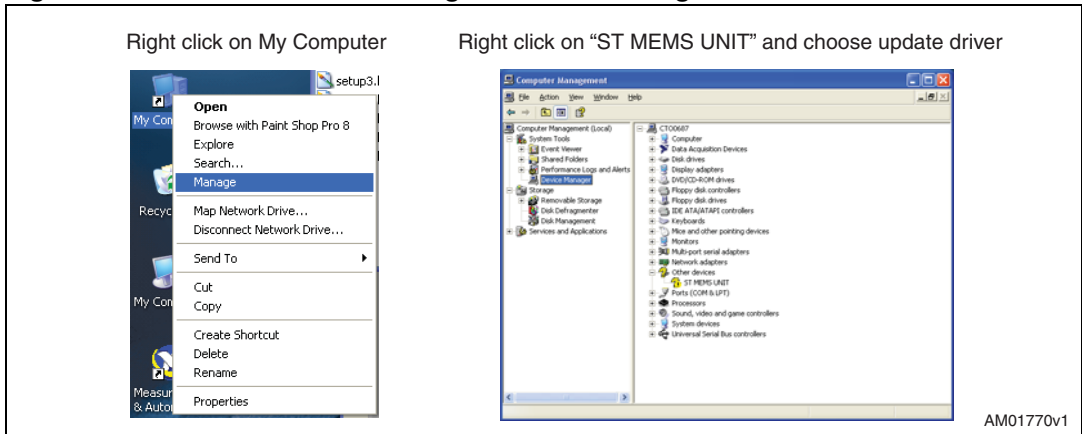 Right click on My Computer
Right click on “ST MEMS UNIT” and choose update driver
setup3.l
My Com
Recyc
My Con
Measur
& Auto
Open
Browse with Paint Shop Pro 8
Explore
Search...
Manage
Map Network Drive...
Disconnect Network Drive...
Send To
Cut
Copy
Create Shortcut
Delete
Rename
Properties
Computer Management
File Action View Window Help
Computer Management (Local)
System Tools
Event Viewer
Shared Folders
Performance Logs and Alerts
Device Manager
Storage
Removable Storage
Disk Defragmenter
Disk Management
Services and Applications
CTO0687
Computer
Data Acquisition Devices
Disk drives
Display adapters
DVD/CD-ROM drives
Floppy disk controllers
Floppy disk drives
IDE ATA/ATAPI controllers
Keyboards
Mice and other pointing devices
Monitors
Multi-port serial adapters
Network adapters
Other devices
ST MEMS UNIT
Ports (COM & LPT)
Processors
Sound, video and game controllers
System devices
Universal Serial Bus controllers
AM01770v1